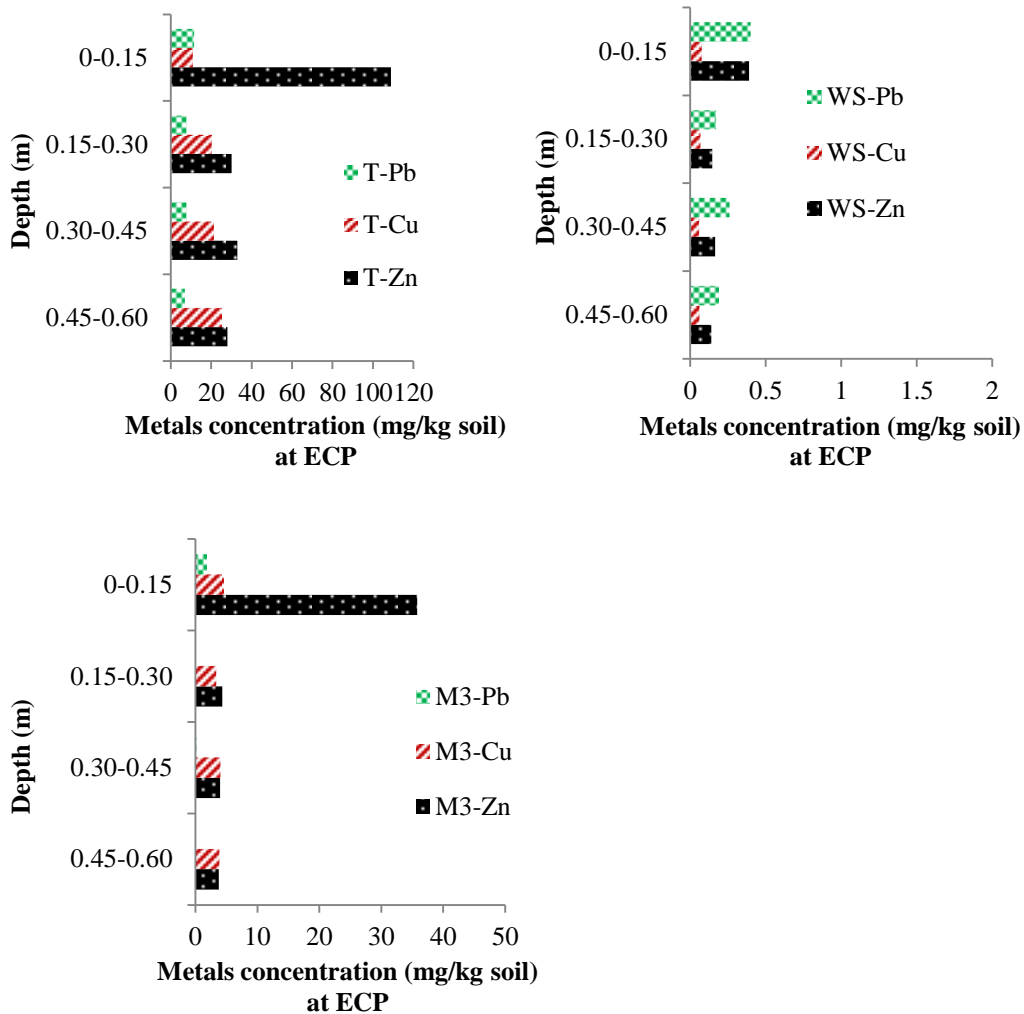 Depth (m)
0-0.15
0.15-0.30
0.30-0.45
0.45-0.60
T-Pb
T-Cu
T-Zn
0 20 40 60 80 100 120
Metals concentration (mg/kg soil)
at ECP
Depth (m)
0-0.15
0.15-0.30
0.30-0.45
0.45-0.60
WS-Pb
WS-Cu
WS-Zn
0 0.5 1 1.5 2
Metals concentration (mg/kg soil)
at ECP
Depth (m)
0-0.15
0.15-0.30
0.30-0.45
0.45-0.60
M3-Pb
M3-Cu
M3-Zn
0 10 20 30 40 50
Metals concentration (mg/kg soil)
at ECP